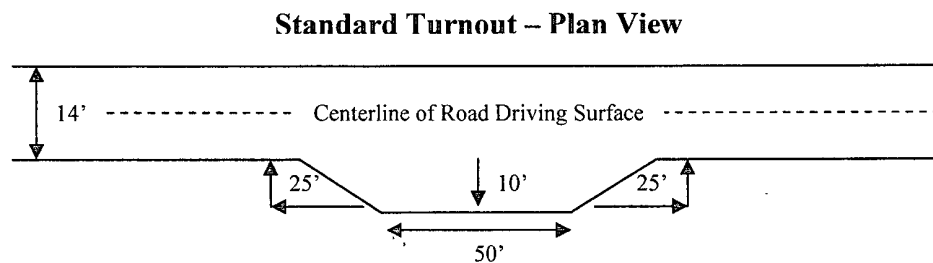 Standard Turnout – Plan View
14’
Centerline of Road Driving Surface
25’
10’
25’
50’